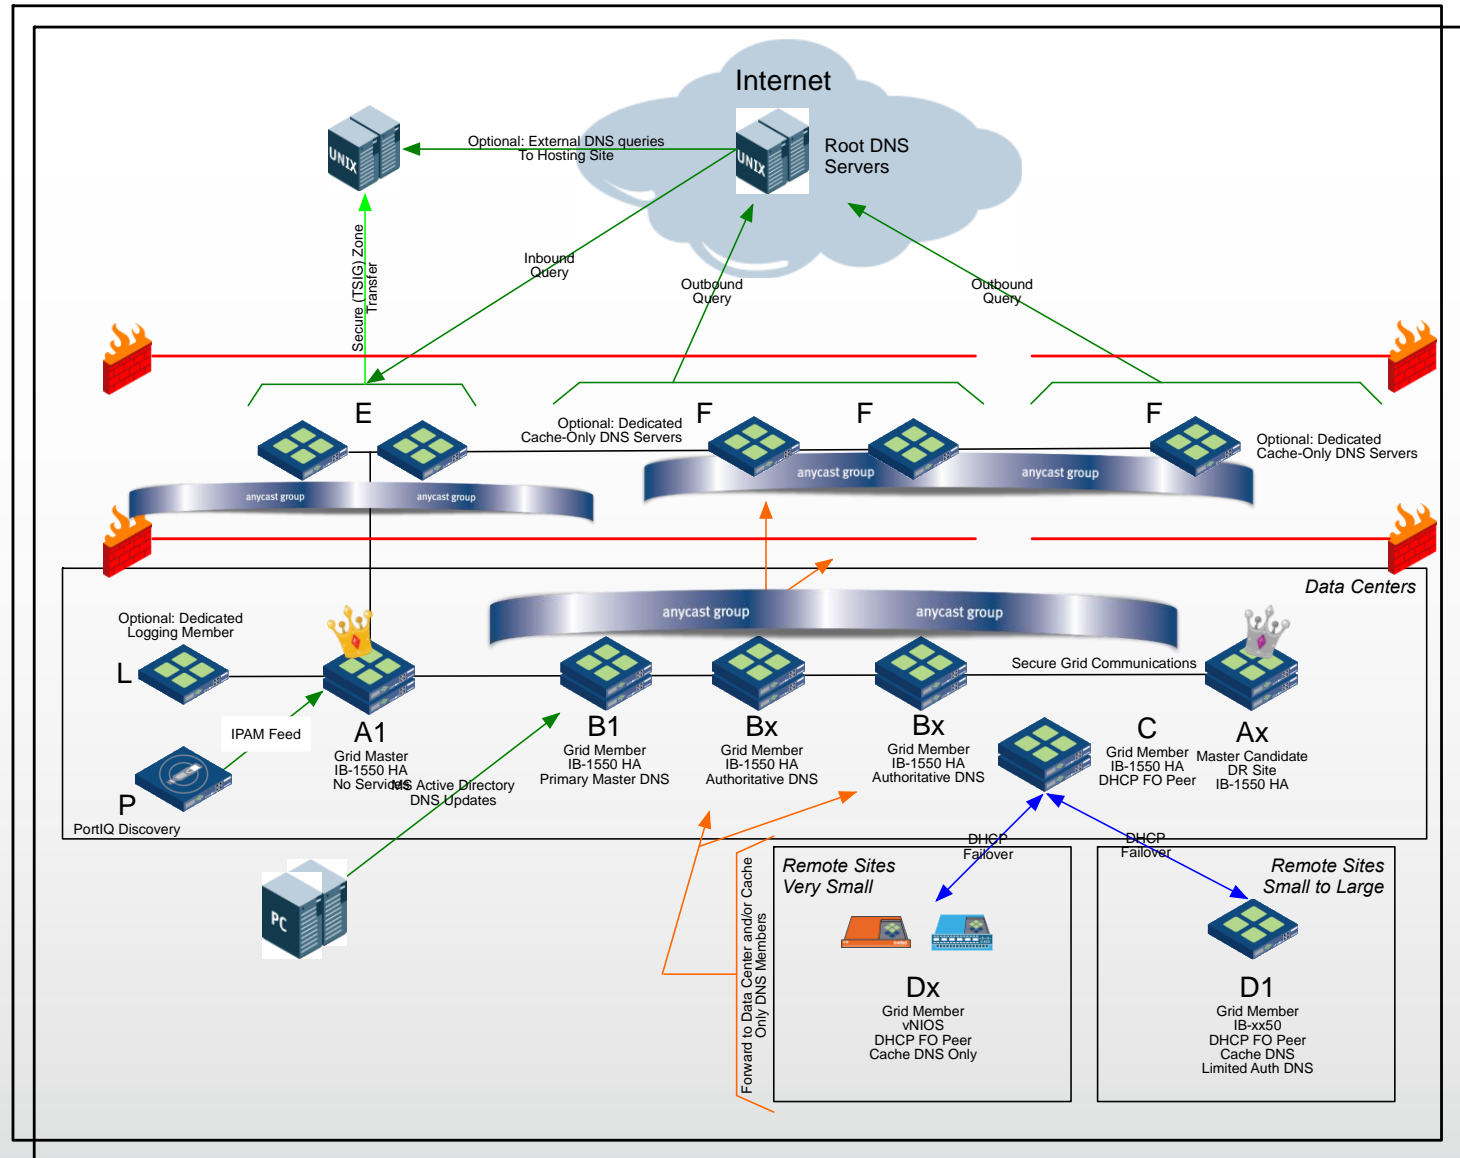 Internet
UNIX
Optional: External DNS queries
To Hosting Site
UNIX
Root DNS
Servers
Secure (TSIG) Zone
Transfer
Inbound
Query
Outbound
Query
Outbound
Query
E
Optional: Dedicated
Cache-Only DNS Servers
F
F
F
Optional: Dedicated
Cache-Only DNS Servers
anycast group
anycast group
anycast group
anycast group
Data Centers
Optional: Dedicated
Logging Member
anycast group
anycast group
L
Secure Grid Communications
IPAM Feed
A1
Grid Master
IB-1550 HA
No Services
B1
Grid Member
IB-1550 HA
Primary Master DNS
Bx
Grid Member
IB-1550 HA
Authoritative DNS
Bx
Grid Member
IB-1550 HA
Authoritative DNS
C
Grid Member
IB-1550 HA
DHCP FO Peer
Ax
Master Candidate
DR Site
IB-1550 HA
MS Active Directory
DNS Updates
P
PortIQ Discovery
PC
DHCP
Failover
DHCP
Failover
Forward to Data Center and/or Cache
Only DNS Members
Remote Sites
Very Small
Dx
Grid Member
vNIOS
DHCP FO Peer
Cache DNS Only
Remote Sites
Small to Large
D1
Grid Member
IB-xx50
DHCP FO Peer
Cache DNS
Limited Auth DNS